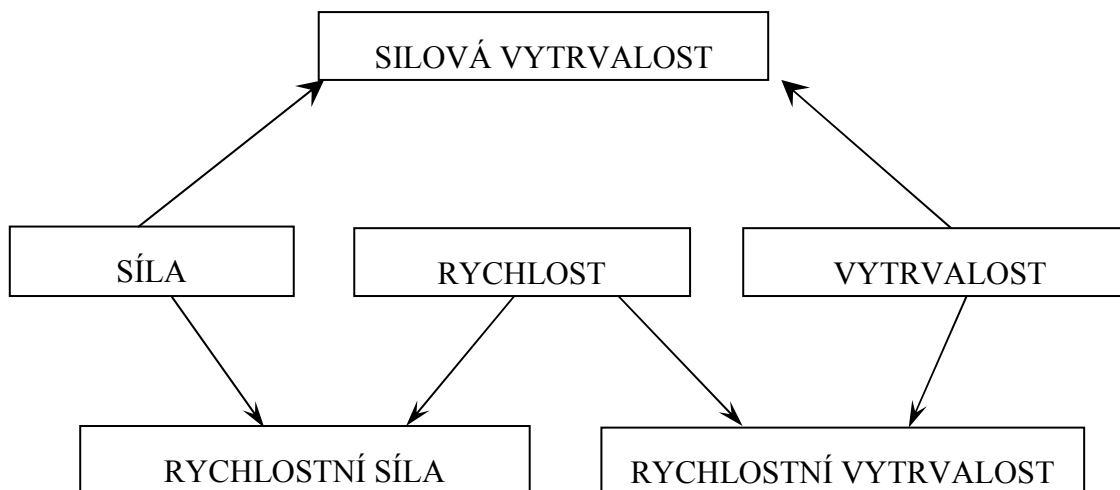 SILOVÁ VYTRVALOST
SÍLA
RYCHLOST
VYTRVALOST
RYCHLOSTNÍ SÍLA
RYCHLOSTNÍ VYTRVALOST